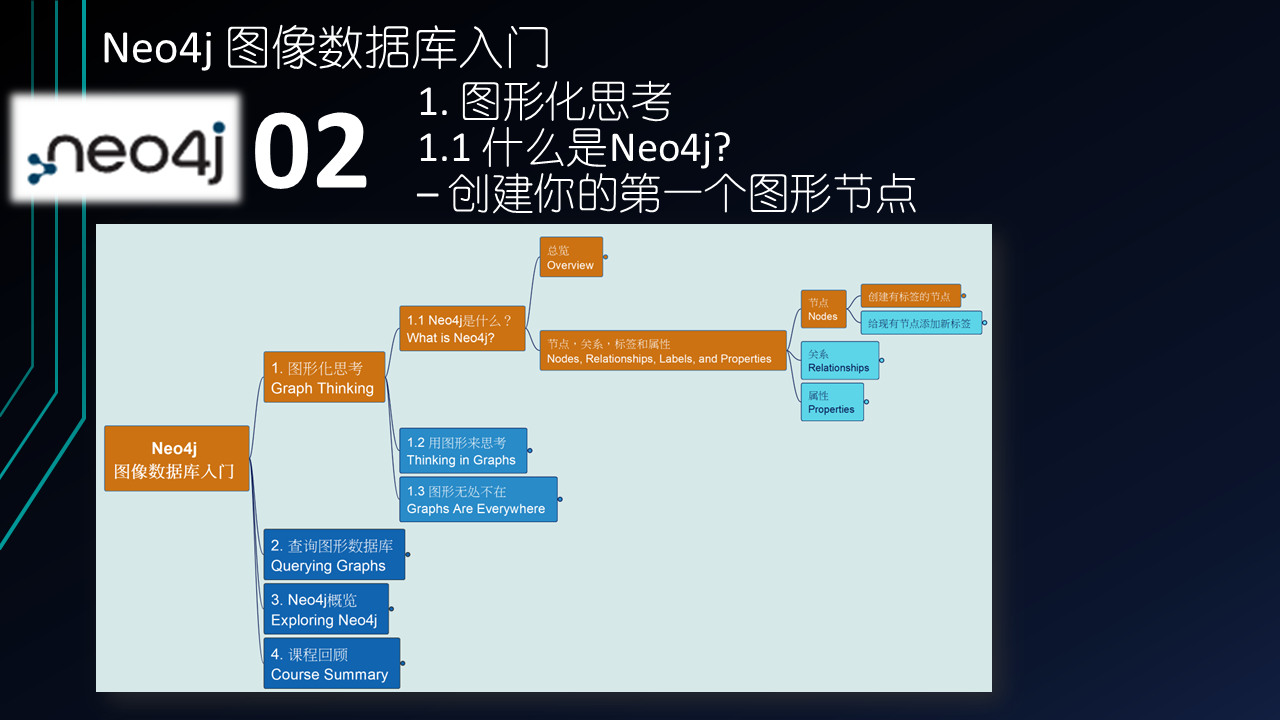 Neo4j 图像数据库入门
neo4j
02
1. 图形化思考
1.1 什么是Neo4j?
– 创建你的第一个图形节点
总览
Overview
节点
Nodes
创建有标签的节点
给现有节点添加新标签
1.1 Neo4j是什么？
What is Neo4j?
节点，关系，标签和属性
Nodes, Relationships, Labels, and Properties
关系
Relationships
属性
Properties
1. 图形化思考
Graph Thinking
1.2 用图形来思考
Thinking in Graphs
Neo4j
图像数据库入门
1.3 图形无处不在
Graphs Are Everywhere
2. 查询图形数据库
Querying Graphs
3. Neo4j概览
Exploring Neo4j
4. 课程回顾
Course Summary